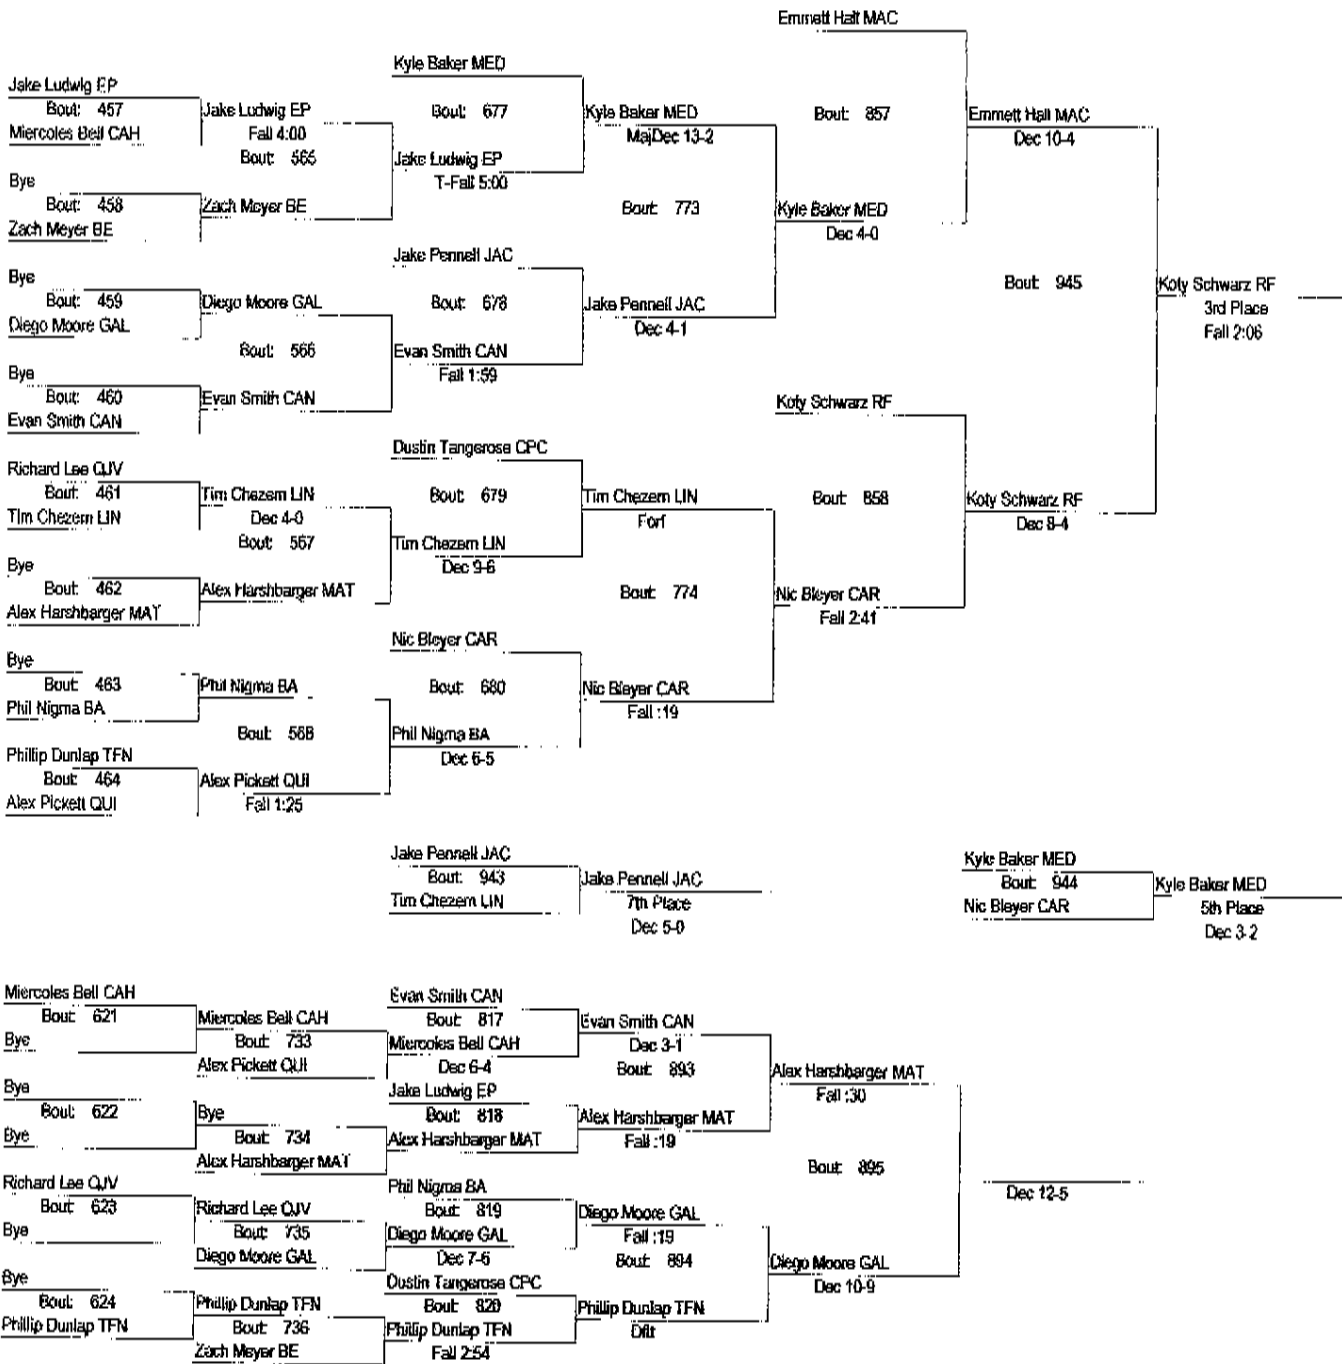 Emmett Hall MAC
Kyle Baker MED
Jake Ludwig EP
Bout: 457
Jake Ludwig EP
Bout: 677
Kyle Baker MED
Bout: 857
Emmett Hall MAC
Miercoles Bell CAH
Fall 4:00
MajDec 13-2
Dec 10-4
Bout: 565
Jake Ludwig EP
T-Fall 5:00
Bye
Bout: 458
Zach Meyer BE
Bout: 773
Kyle Baker MED
Zach Meyer BE
Dec 4-0
Jake Pennell JAC
Bye
Bout: 459
Diego Moore GAL
Bout: 678
Jake Pennell JAC
Bout: 945
Koty Schwarz RF
Diego Moore GAL
Dec 4-1
3rd Place
Bout: 566
Evan Smith CAN
Fall 2:06
Fall 1:59
Bye
Bout: 460
Evan Smith CAN
Koty Schwarz RF
Evan Smith CAN
Dustin Tangerose CPC
Richard Lee QJV
Bout: 461
Tim Chezem LIN
Bout: 679
Tim Chezem LIN
Bout: 858
Koty Schwarz RF
Tim Chezem LIN
Dec 4-0
Forf
Dec 8-4
Bout: 567
Tim Chezem LIN
Dec 9-6
Bye
Bout: 462
Alex Harshbarger MAT
Bout: 774
Nic Bleyer CAR
Alex Harshbarger MAT
Fall 2:41
Nic Bleyer CAR
Bye
Bout: 463
Phil Nigma BA
Bout: 680
Nic Bleyer CAR
Phil Nigma BA
Fall :19
Bout: 568
Phil Nigma BA
Dec 6-5
Phillip Dunlap TFN
Bout: 464
Alex Pickett QUI
Alex Pickett QUI
Fall 1:25
Jake Pennell JAC
Bout: 943
Jake Pennell JAC
Tim Chezem LIN
7th Place
Dec 5-0
Kyle Baker MED
Bout: 944
Kyle Baker MED
Nic Bleyer CAR
5th Place
Dec 3-2
Miercoles Bell CAH
Bout: 621
Bye
Miercoles Bell CAH
Bout: 733
Alex Pickett QUI
Evan Smith CAN
Bout: 817
Miercoles Bell CAH
Dec 6-4
Evan Smith CAN
Dec 3-1
Bout: 893
Alex Harshbarger MAT
Fall :30
Bye
Bout: 622
Bye
Bye
Bout: 734
Alex Harshbarger MAT
Jake Ludwig EP
Bout: 818
Alex Harshbarger MAT
Alex Harshbarger MAT
Fall :19
Bout: 895
Dec 12-5
Richard Lee QJV
Bout: 623
Bye
Richard Lee QJV
Bout: 735
Diego Moore GAL
Phil Nigma BA
Bout: 819
Diego Moore GAL
Dec 7-6
Diego Moore GAL
Fall :19
Bout: 894
Diego Moore GAL
Dec 10-9
Bye
Bout: 624
Phillip Dunlap TFN
Phillip Dunlap TFN
Bout: 736
Zach Meyer BE
Dustin Tangerose CPC
Bout: 820
Phillip Dunlap TFN
Fall 2:54
Phillip Dunlap TFN
Dflt